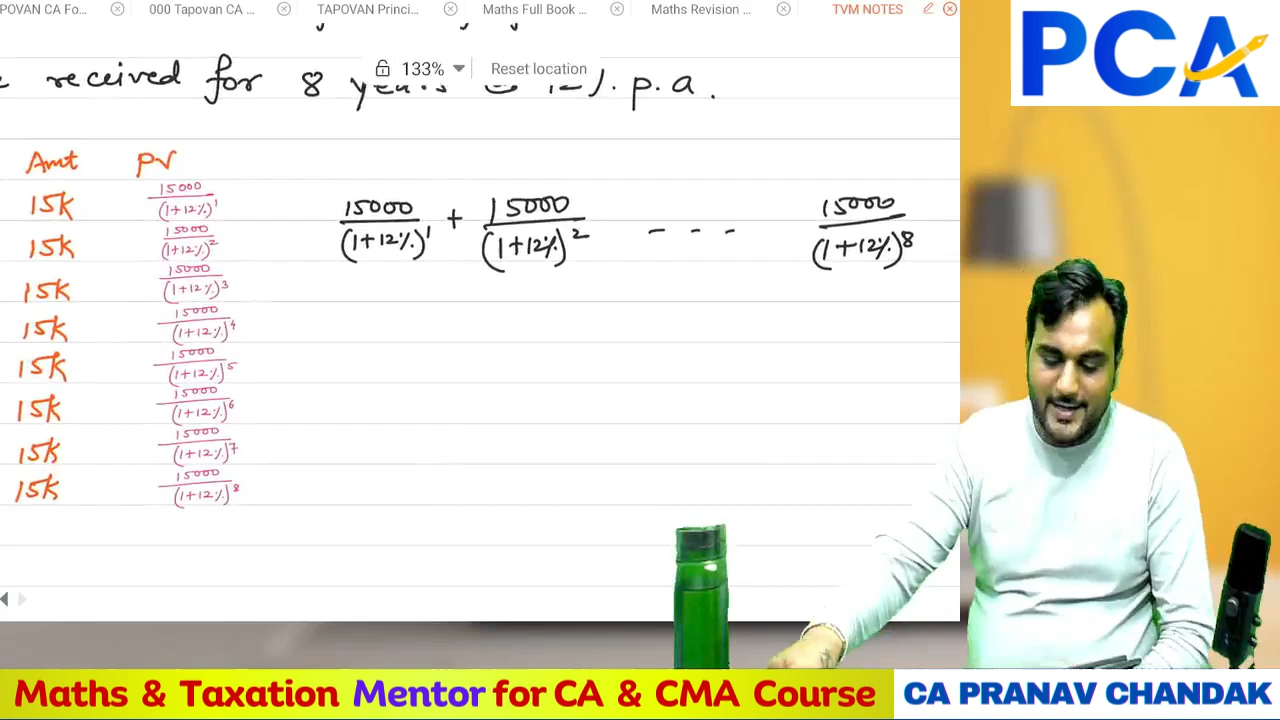 POVAN CA Fo...
000 Tapovan CA ...
TAPOVAN Princi...
Maths Full Book ...
Maths Revision ...
TVM NOTES
133%
Reset location
received for 8 years @ 12% p.a.
Amt PV
15K 15000/(1+12%)^1
15K 15000/(1+12%)^2
15K 15000/(1+12%)^3
15K 15000/(1+12%)^4
15K 15000/(1+12%)^5
15K 15000/(1+12%)^6
15K 15000/(1+12%)^7
15K 15000/(1+12%)^8
15000/(1+12%)^1 + 15000/(1+12%)^2 - - - 15000/(1+12%)^8
PCA
Maths & Taxation Mentor for CA & CMA Course
CA PRANAV CHANDAK